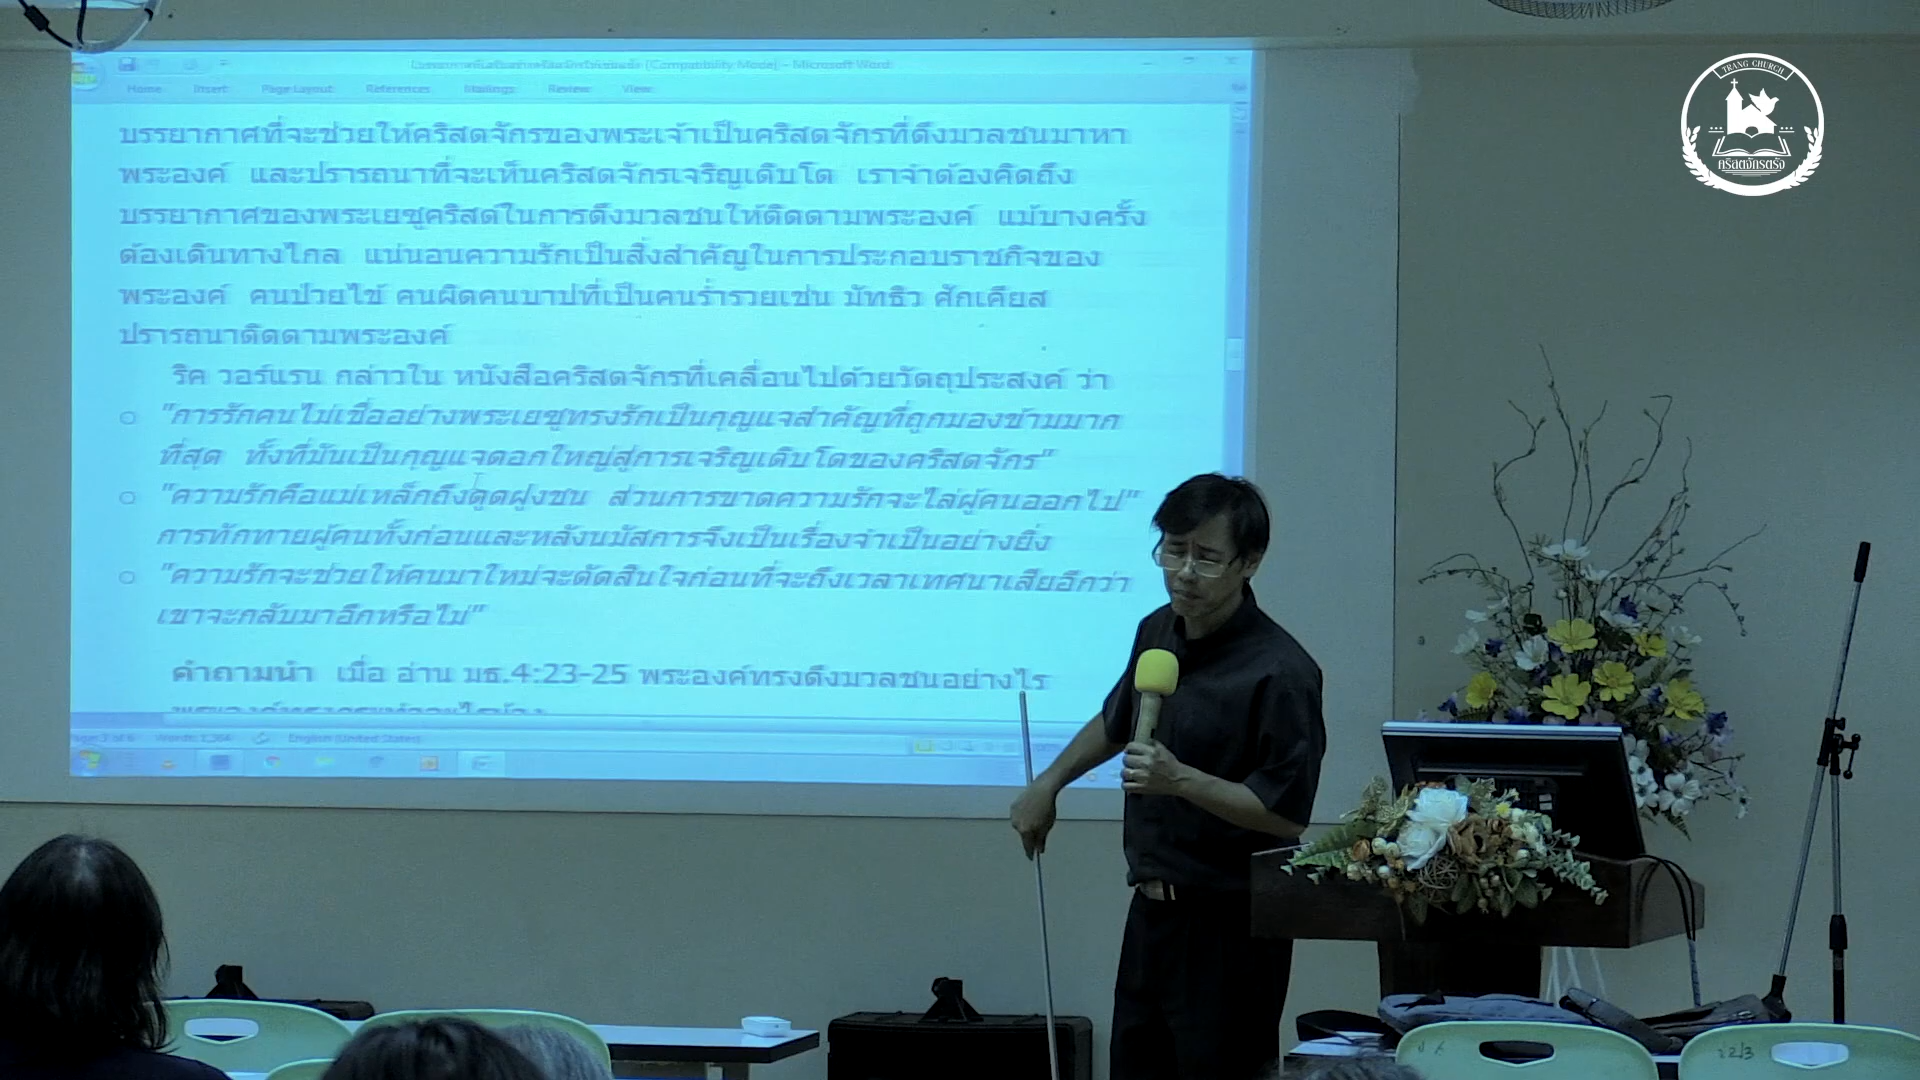 (Compatibility Mode) - Microsoft Word
Home Insert Page Layout References Mailings Review View
TRANG CHURCH
คริสตจักรตรัง
บรรยากาศที่จะช่วยให้คริสตจักรของพระเจ้าเป็นคริสตจักรที่ดึงมวลชนมาหา
พระองค์ และปรารถนาที่จะเห็นคริสตจักรเจริญเติบโต เราจำต้องคิดถึง
บรรยากาศของพระเยซูคริสต์ในการดึงมวลชนให้ติดตามพระองค์ แม้บางครั้ง
ต้องเดินทางไกล แน่นอนความรักเป็นสิ่งสำคัญในการประกอบราชกิจของ
พระองค์ คนป่วยไข้ คนผิดคนบาปที่เป็นคนร่ำรวยเช่น มัทธิว ศักเคียส
ปรารถนาติดตามพระองค์
ริค วอร์แรน กล่าวใน หนังสือคริสตจักรที่เคลื่อนไปด้วยวัตถุประสงค์ ว่า
"การรักคนไม่เชื่ออย่างพระเยซูทรงรักเป็นกุญแจสำคัญที่ถูกมองข้ามมาก
ที่สุด ทั้งที่มันเป็นกุญแจดอกใหญ่สู่การเจริญเติบโตของคริสตจักร"
"ความรักคือแม่เหล็กถึงดูดฝูงชน ส่วนการขาดความรักจะไล่ผู้คนออกไป"
การทักทายผู้คนทั้งก่อนและหลังนมัสการจึงเป็นเรื่องจำเป็นอย่างยิ่ง
"ความรักจะช่วยให้คนมาใหม่จะตัดสินใจก่อนที่จะถึงเวลาเทศนาเสียอีกว่า
เขาจะกลับมาอีกหรือไม่"
คำถามนำ เมื่อ อ่าน มธ.4:23-25 พระองค์ทรงดึงมวลชนอย่างไร
Words: 1,384 English (United States)